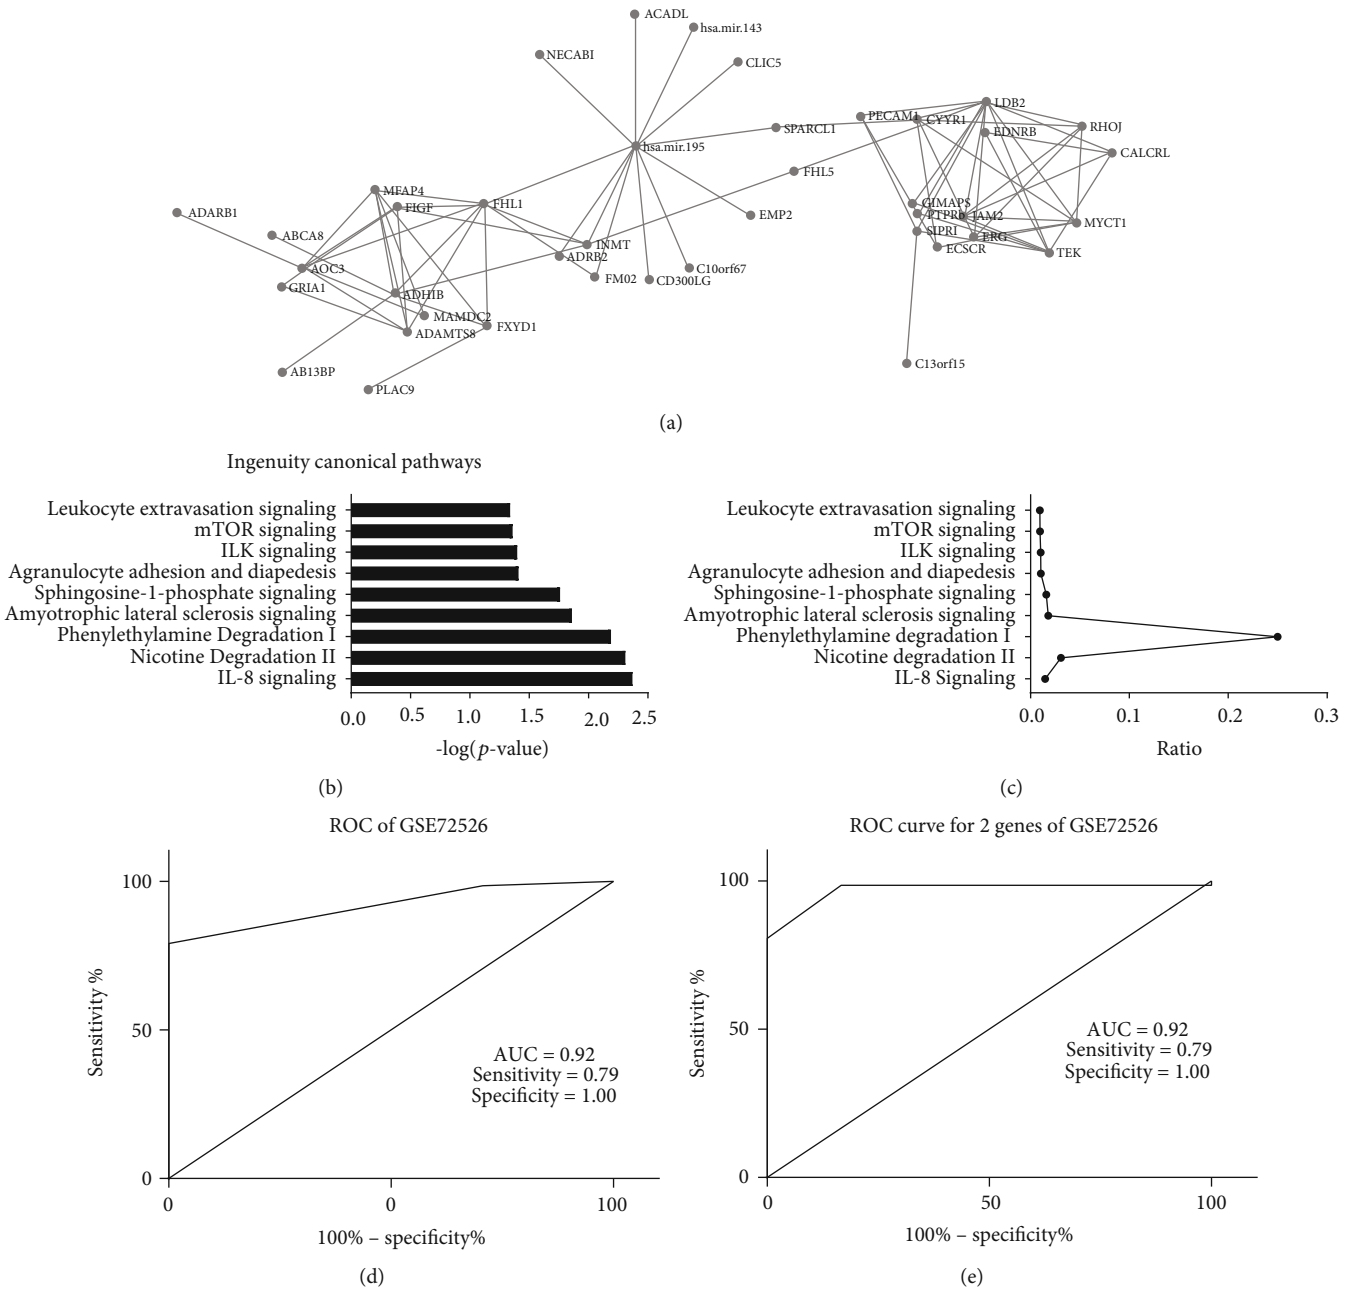 ACADL
hsa.mir.143
NECABI
CLIC5
LDB2
PECAM1
CYYR1
RHOJ
SPARCL1
EDNRB
hsa.mir.195
CALCRL
FHL5
MFAP4
FHL1
GIMAPS
ADARB1
FIGF
EMP2
PTPRb
JAM2
MYCT1
ABCA8
SIPRI
ERG
INMT
ECSCR
TEK
ADRB2
AOC3
C10orf67
FM02
CD300LG
GRIA1
ADHIB
MAMDC2
FXYD1
ADAMTS8
C13orf15
AB13BP
PLAC9
(a)
Ingenuity canonical pathways
Leukocyte extravasation signaling
mTOR signaling
ILK signaling
Agranulocyte adhesion and diapedesis
Sphingosine-1-phosphate signaling
Amyotrophic lateral sclerosis signaling
Phenylethylamine Degradation I
Nicotine Degradation II
IL-8 signaling
0.0 0.5 1.0 1.5 2.0 2.5
-log(p-value)
(b)
Leukocyte extravasation signaling
mTOR signaling
ILK signaling
Agranulocyte adhesion and diapedesis
Sphingosine-1-phosphate signaling
Amyotrophic lateral sclerosis signaling
Phenylethylamine degradation I
Nicotine degradation II
IL-8 Signaling
0.0 0.1 0.2 0.3
Ratio
(c)
ROC of GSE72526
100
50
0
Sensitivity %
AUC = 0.92
Sensitivity = 0.79
Specificity = 1.00
0 0 100
100% – specificity%
(d)
ROC curve for 2 genes of GSE72526
100
50
0
Sensitivity %
AUC = 0.92
Sensitivity = 0.79
Specificity = 1.00
0 50 100
100% – specificity%
(e)